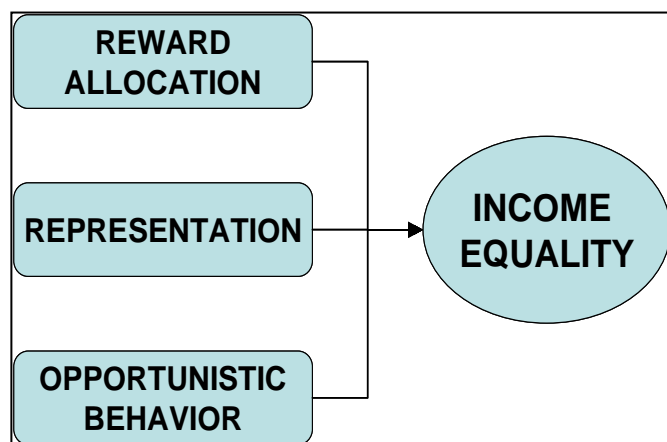 REWARD
ALLOCATION
REPRESENTATION
INCOME
EQUALITY
OPPORTUNISTIC
BEHAVIOR